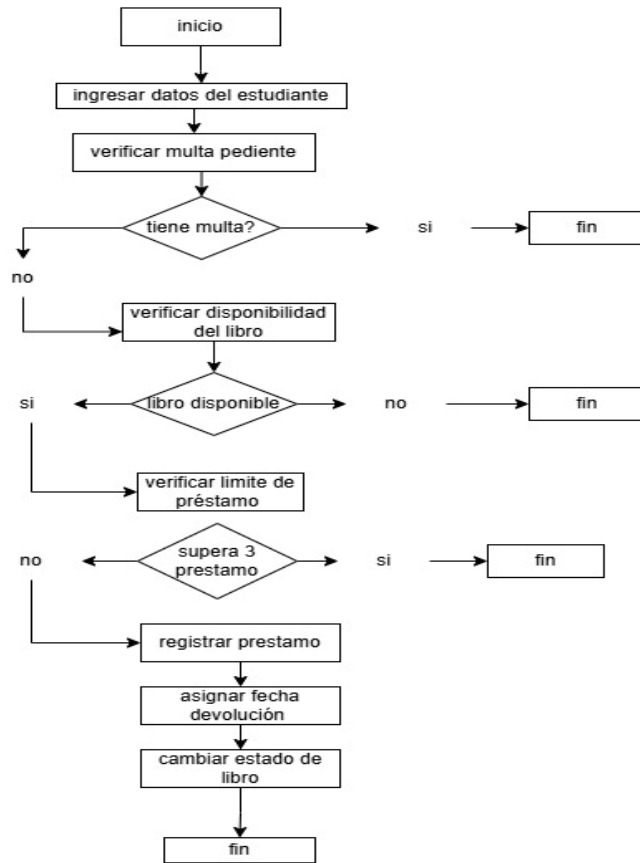 inicio
ingresar datos del estudiante
verificar multa pediente
tiene multa?
si
fin
no
verificar disponibilidad
del libro
si
libro disponible
no
fin
verificar limite de
préstamo
no
supera 3
prestamo
si
fin
registrar prestamo
asignar fecha
devolución
cambiar estado de
libro
fin